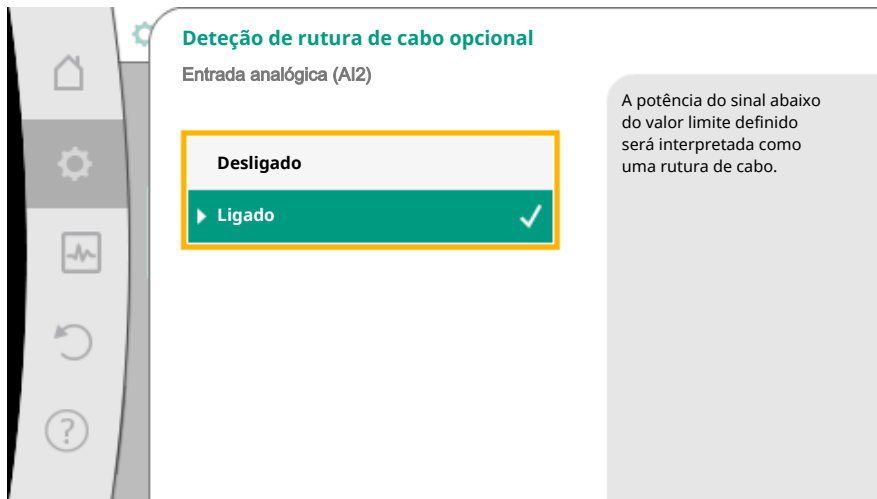 Deteção de rutura de cabo opcional
Entrada analógica (AI2)
Desligado
Ligado
A potência do sinal abaixo
do valor limite definido
será interpretada como
uma rutura de cabo.